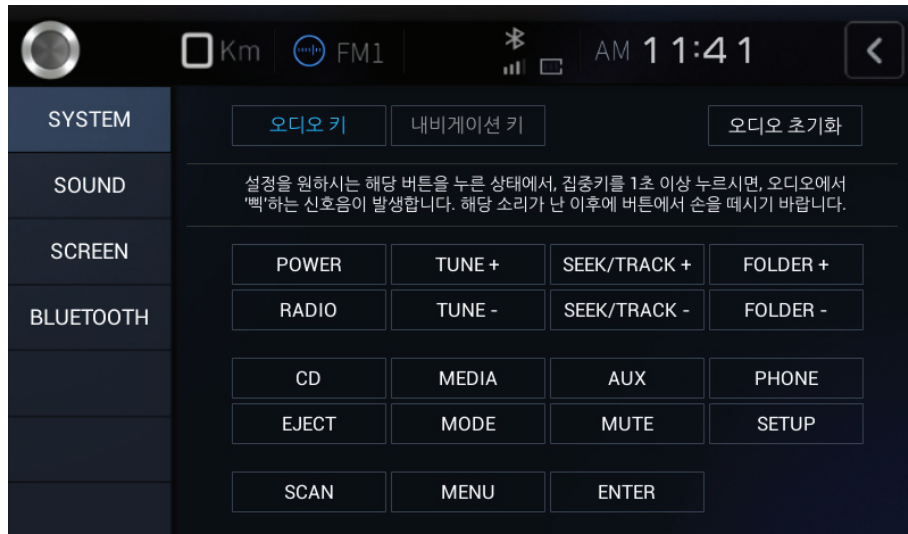 0 Km FM1 AM 11:41
SYSTEM
SOUND
SCREEN
BLUETOOTH
오디오 키 내비게이션 키 오디오 초기화
설정을 원하시는 해당 버튼을 누른 상태에서, 집중키를 1초 이상 누르시면, 오디오에서
'삑'하는 신호음이 발생합니다. 해당 소리가 난 이후에 버튼에서 손을 떼시기 바랍니다.
POWER TUNE + SEEK/TRACK + FOLDER +
RADIO TUNE - SEEK/TRACK - FOLDER -
CD MEDIA AUX PHONE
EJECT MODE MUTE SETUP
SCAN MENU ENTER